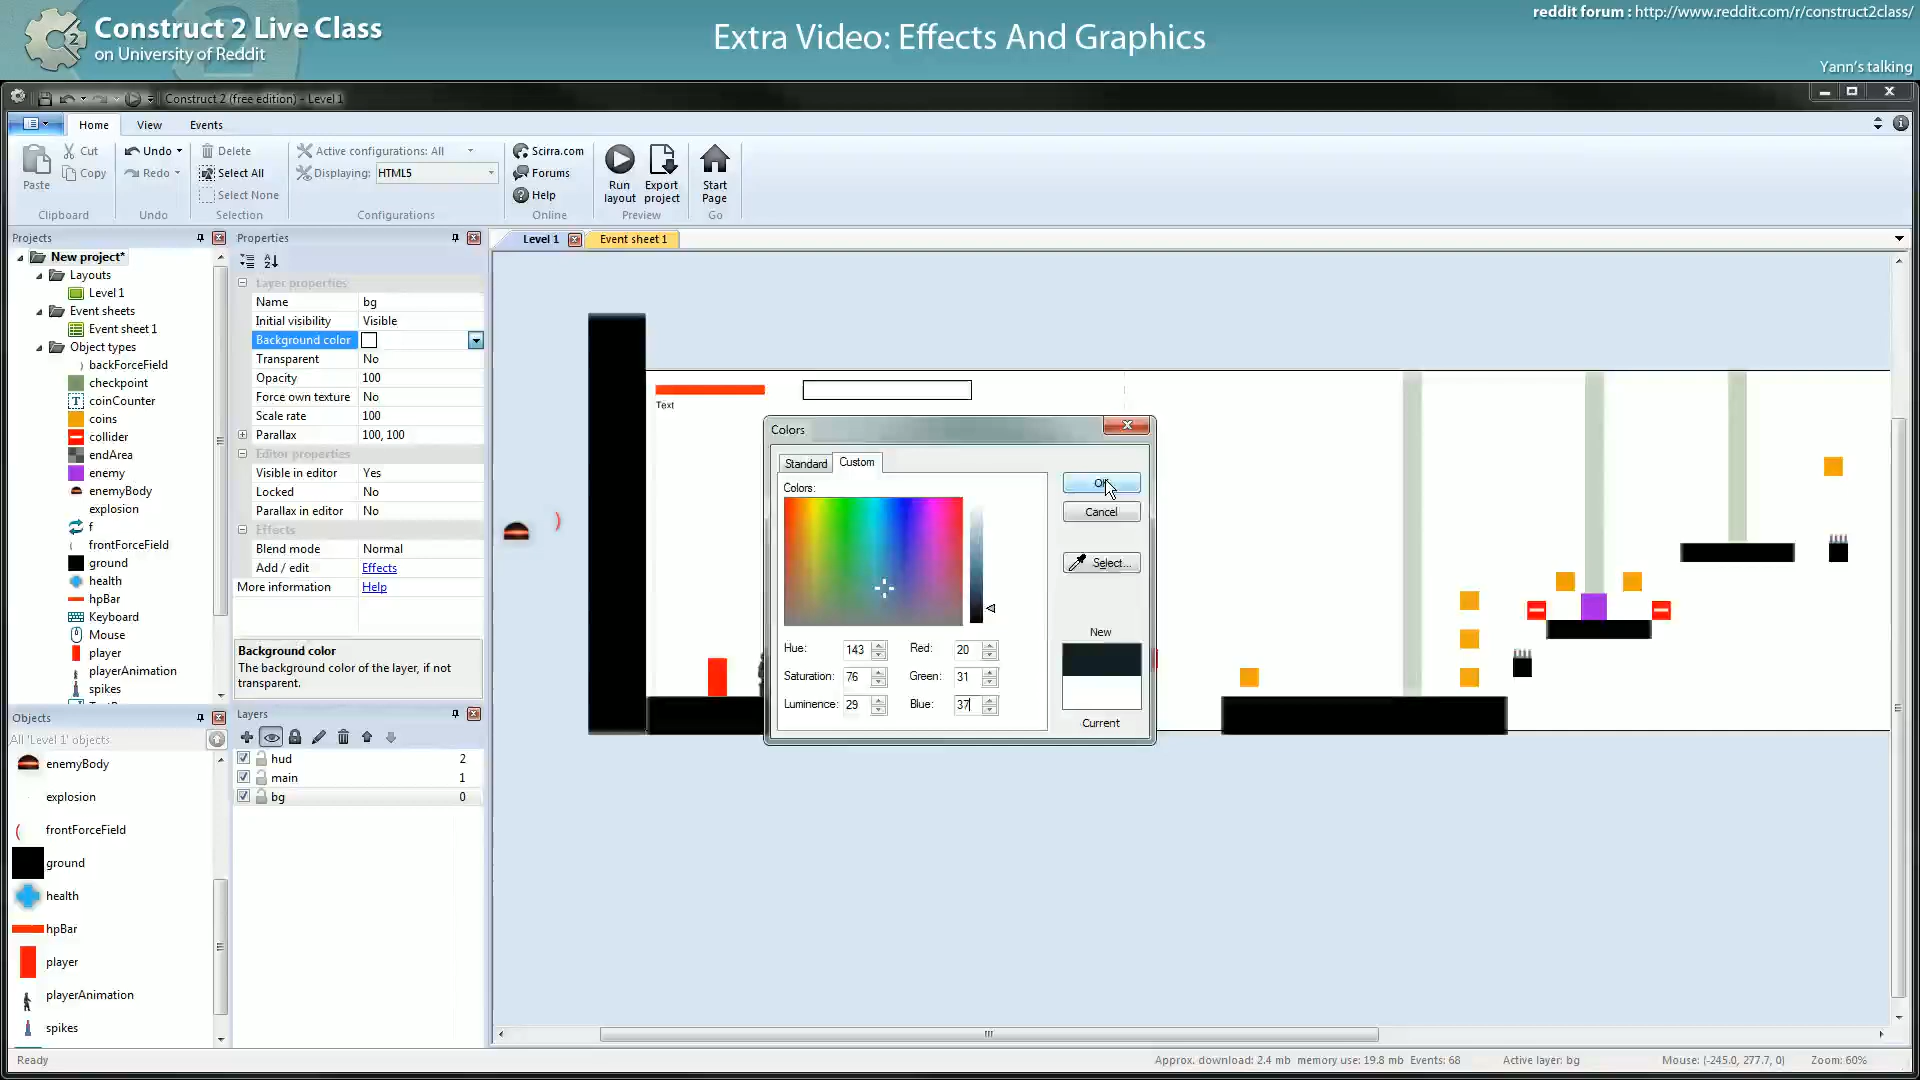 Construct 2 Live Class
on University of Reddit
Extra Video: Effects And Graphics
reddit forum : http://www.reddit.com/r/construct2class/
Yann's talking
Construct 2 (free edition) - Level 1
Home View Events
Paste
Cut
Copy
Clipboard
Undo
Redo
Undo
Delete
Select All
Select None
Selection
Active configurations: All
Displaying: HTML5
Configurations
Scirra.com
Forums
Help
Online
Run layout
Export project
Preview
Start Page
Go
Projects
New project*
Layouts
Level 1
Event sheets
Event sheet 1
Object types
backForceField
checkpoint
coinCounter
coins
collider
endArea
enemy
enemyBody
explosion
f
frontForceField
ground
health
hpBar
Keyboard
Mouse
player
playerAnimation
spikes
Properties
Layer properties
Name bg
Initial visibility Visible
Background color
Transparent No
Opacity 100
Force own texture No
Scale rate 100
Parallax 100, 100
Editor properties
Visible in editor Yes
Locked No
Parallax in editor No
Effects
Blend mode Normal
Add / edit Effects
More information Help
Background color
The background color of the layer, if not
transparent.
Objects
All 'Level 1' objects
enemyBody
explosion
frontForceField
ground
health
hpBar
player
playerAnimation
spikes
Layers
hud 2
main 1
bg 0
Level 1 Event sheet 1
Text
Colors
Standard Custom
Colors:
OK
Cancel
Select...
Hue: 143 Red: 20
Saturation: 76 Green: 31
Luminence: 29 Blue: 37
New
Current
Ready
Approx. download: 2.4 mb memory use: 19.8 mb Events: 68 Active layer: bg Mouse: (-245.0, 277.7, 0) Zoom: 60%